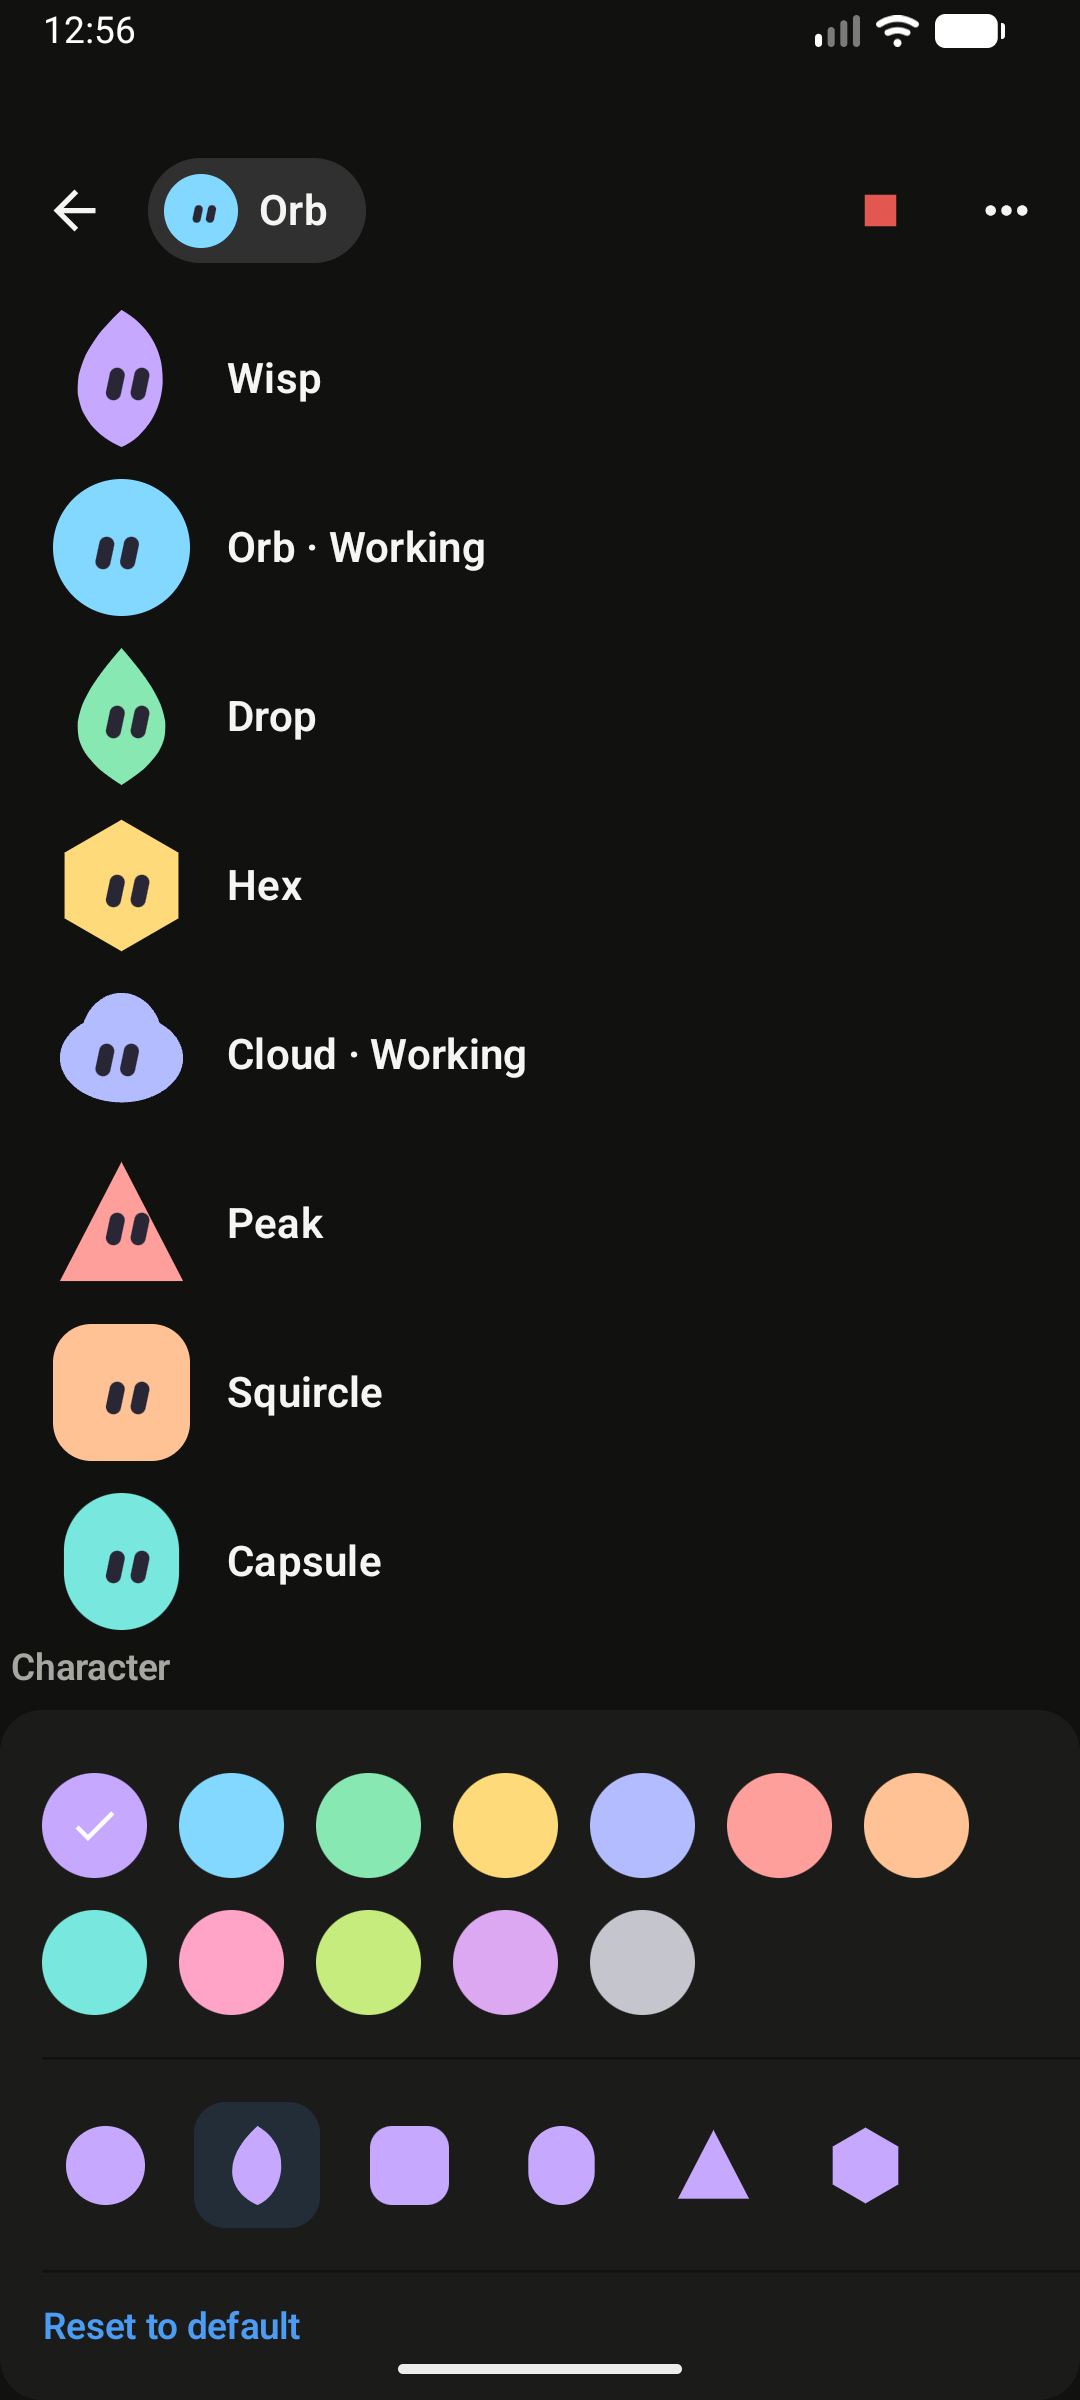 12:56
Orb
Wisp
Orb · Working
Drop
Hex
Cloud · Working
Peak
Squircle
Capsule
Character
Reset to default